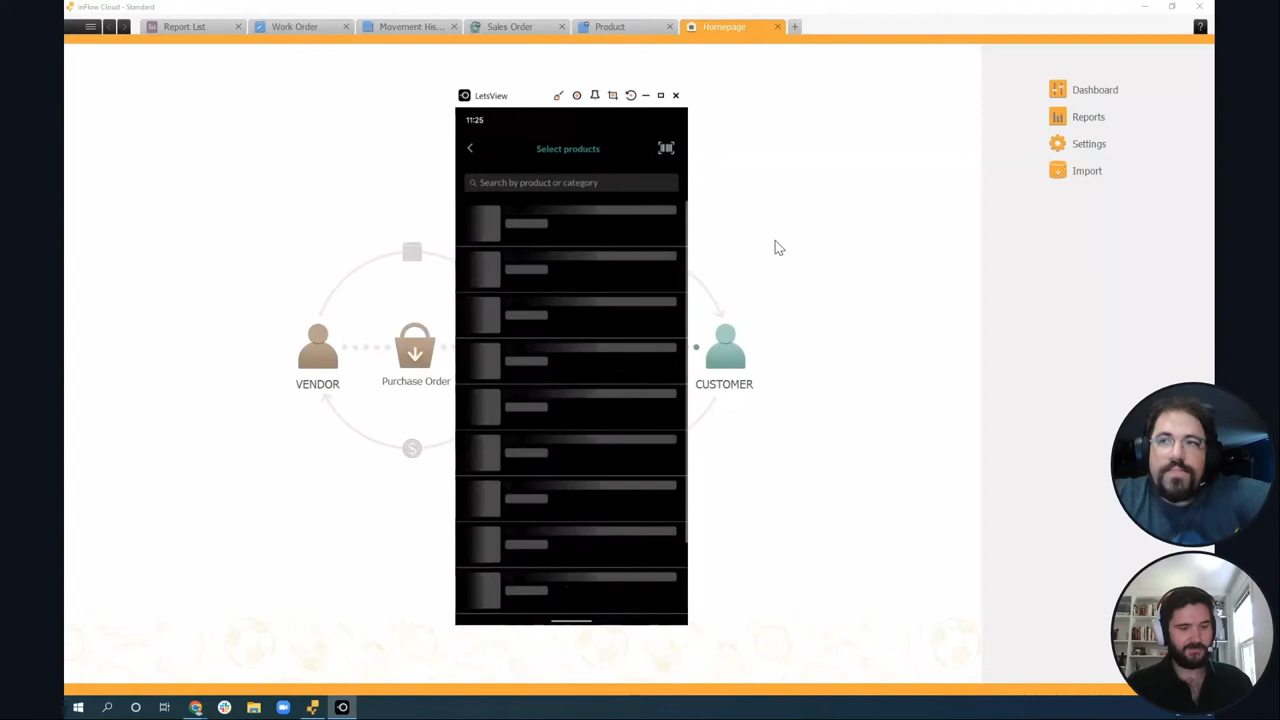 inFlow Cloud - Standard
Report List
Work Order
Movement His...
Sales Order
Product
Homepage
?
LetsView
11:25
Select products
Search by product or category
Dashboard
Reports
Settings
Import
VENDOR
Purchase Order
CUSTOMER
$